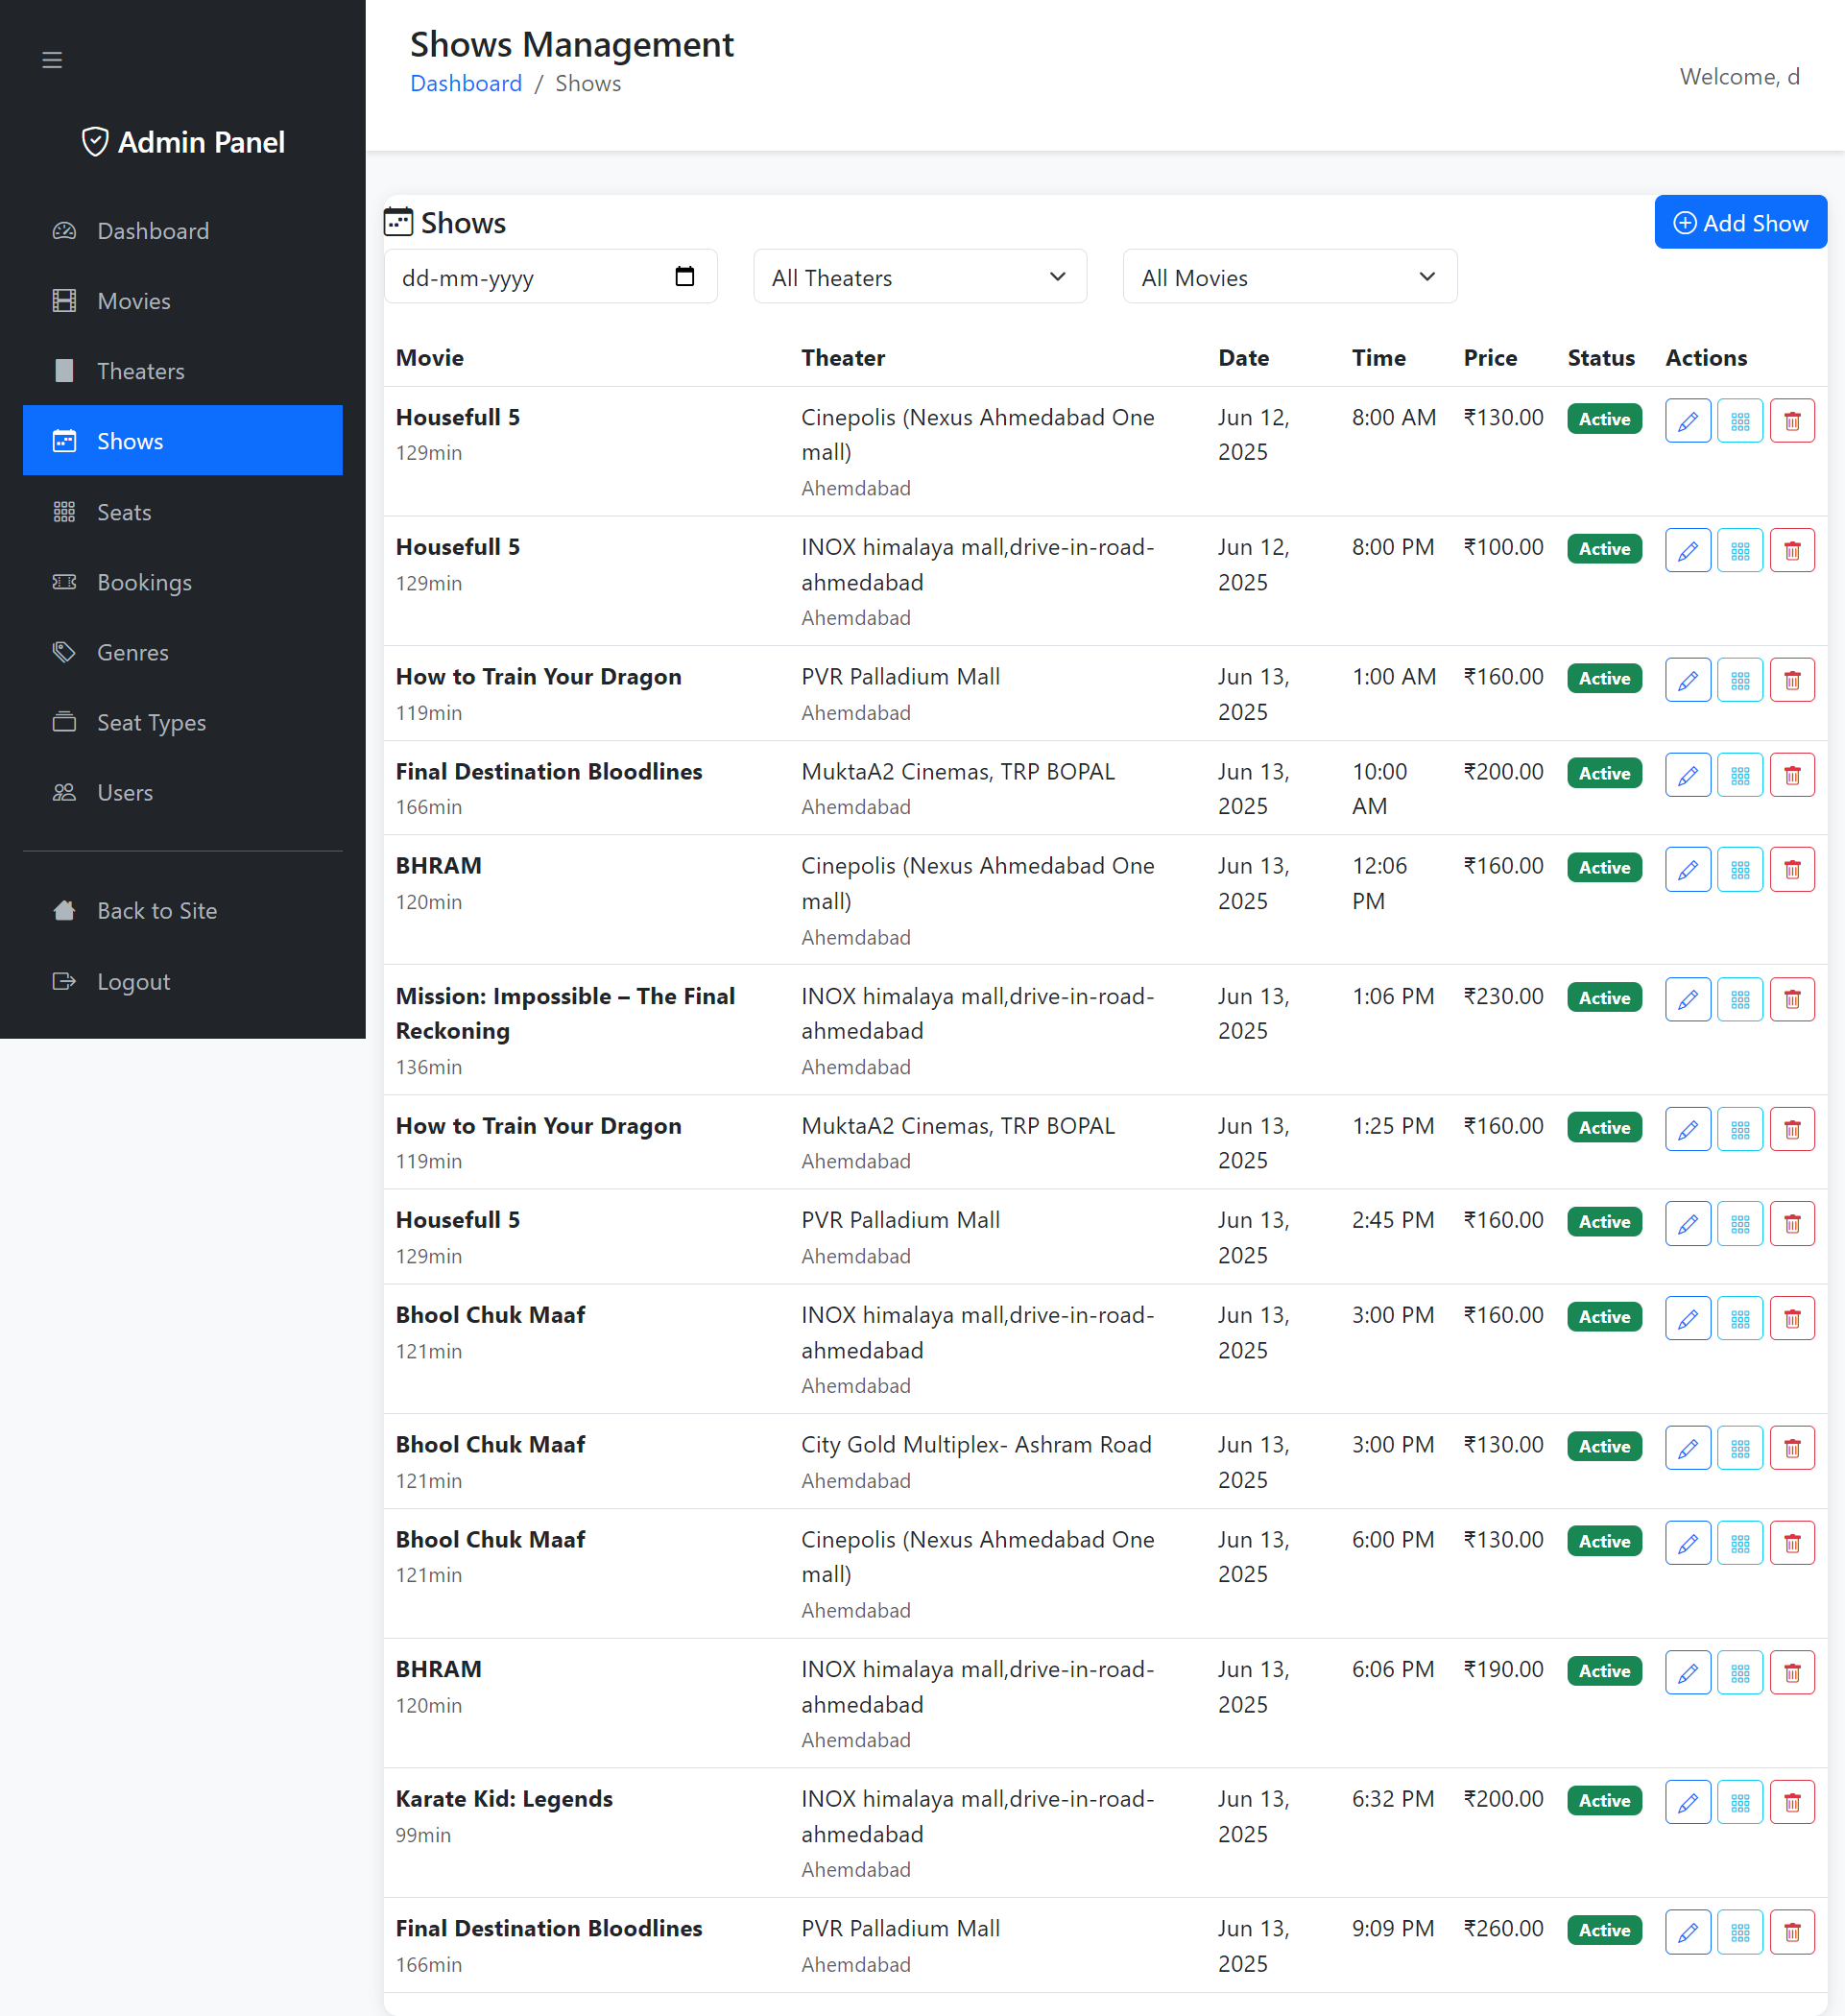 Admin Panel
Dashboard
Movies
Theaters
Shows
Seats
Bookings
Genres
Seat Types
Users
Back to Site
Logout
Shows Management
Dashboard / Shows
Welcome, d
Shows
Add Show
dd-mm-yyyy
All Theaters
All Movies
Movie Theater Date Time Price Status Actions
Housefull 5 Cinepolis (Nexus Ahmedabad One Jun 12, 8:00 AM ₹130.00 Active
129min mall) 2025
Ahemdabad
Housefull 5 INOX himalaya mall,drive-in-road- Jun 12, 8:00 PM ₹100.00 Active
129min ahmedabad 2025
Ahemdabad
How to Train Your Dragon PVR Palladium Mall Jun 13, 1:00 AM ₹160.00 Active
119min Ahemdabad 2025
Final Destination Bloodlines MuktaA2 Cinemas, TRP BOPAL Jun 13, 10:00 ₹200.00 Active
166min Ahemdabad 2025 AM
BHRAM Cinepolis (Nexus Ahmedabad One Jun 13, 12:06 ₹160.00 Active
120min mall) 2025 PM
Ahemdabad
Mission: Impossible – The Final INOX himalaya mall,drive-in-road- Jun 13, 1:06 PM ₹230.00 Active
Reckoning ahmedabad 2025
136min Ahemdabad
How to Train Your Dragon MuktaA2 Cinemas, TRP BOPAL Jun 13, 1:25 PM ₹160.00 Active
119min Ahemdabad 2025
Housefull 5 PVR Palladium Mall Jun 13, 2:45 PM ₹160.00 Active
129min Ahemdabad 2025
Bhool Chuk Maaf INOX himalaya mall,drive-in-road- Jun 13, 3:00 PM ₹160.00 Active
121min ahmedabad 2025
Ahemdabad
Bhool Chuk Maaf City Gold Multiplex- Ashram Road Jun 13, 3:00 PM ₹130.00 Active
121min Ahemdabad 2025
Bhool Chuk Maaf Cinepolis (Nexus Ahmedabad One Jun 13, 6:00 PM ₹130.00 Active
121min mall) 2025
Ahemdabad
BHRAM INOX himalaya mall,drive-in-road- Jun 13, 6:06 PM ₹190.00 Active
120min ahmedabad 2025
Ahemdabad
Karate Kid: Legends INOX himalaya mall,drive-in-road- Jun 13, 6:32 PM ₹200.00 Active
99min ahmedabad 2025
Ahemdabad
Final Destination Bloodlines PVR Palladium Mall Jun 13, 9:09 PM ₹260.00 Active
166min Ahemdabad 2025